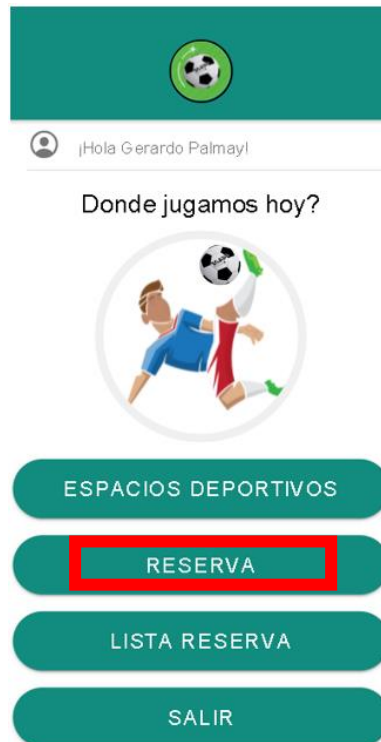 ¡Hola Gerardo Palmay!
Donde jugamos hoy?
ESPACIOS DEPORTIVOS
RESERVA
LISTA RESERVA
SALIR